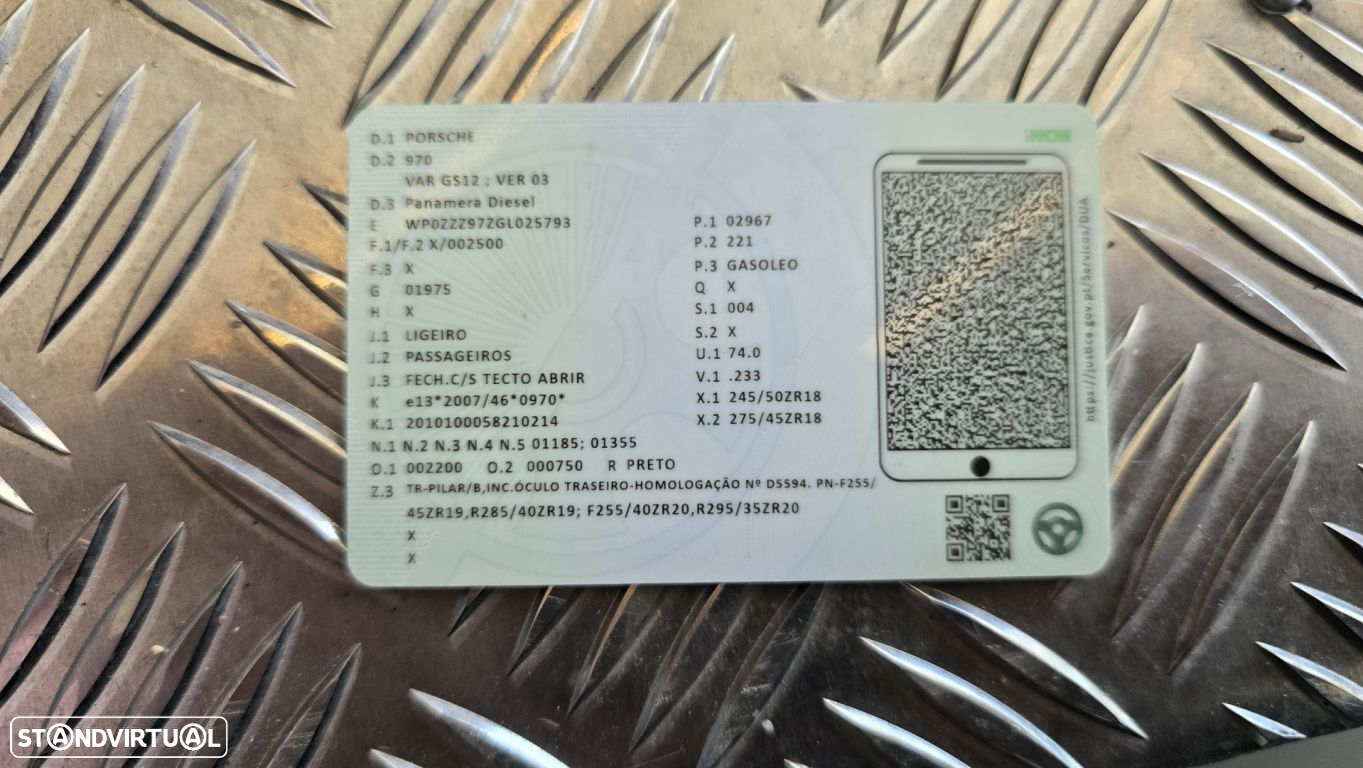 D.1 PORSCHE
D.2 970
VAR GS12 ; VER 03
D.3 Panamera Diesel
E WP0ZZZ97ZGL025793
F.1/F.2 X/002500
F.3 X
G 01975
H X
J.1 LIGEIRO
J.2 PASSAGEIROS
J.3 FECH.C/S TECTO ABRIR
K e13*2007/46*0970*
K.1 2010100058210214
N.1 N.2 N.3 N.4 N.5 01185; 01355
O.1 002200 O.2 000750 R PRETO
Z.3 TR-PILAR/B,INC.ÓCULO TRASEIRO-HOMOLOGAÇÃO Nº D5594. PN-F255/
45ZR19,R285/40ZR19; F255/40ZR20,R295/35ZR20
X
X
P.1 02967
P.2 221
P.3 GASOLEO
Q X
S.1 004
S.2 X
U.1 74.0
V.1 .233
X.1 245/50ZR18
X.2 275/45ZR18
https://justica.gov.pt/Servicos/DUA
STANDVIRTUAL